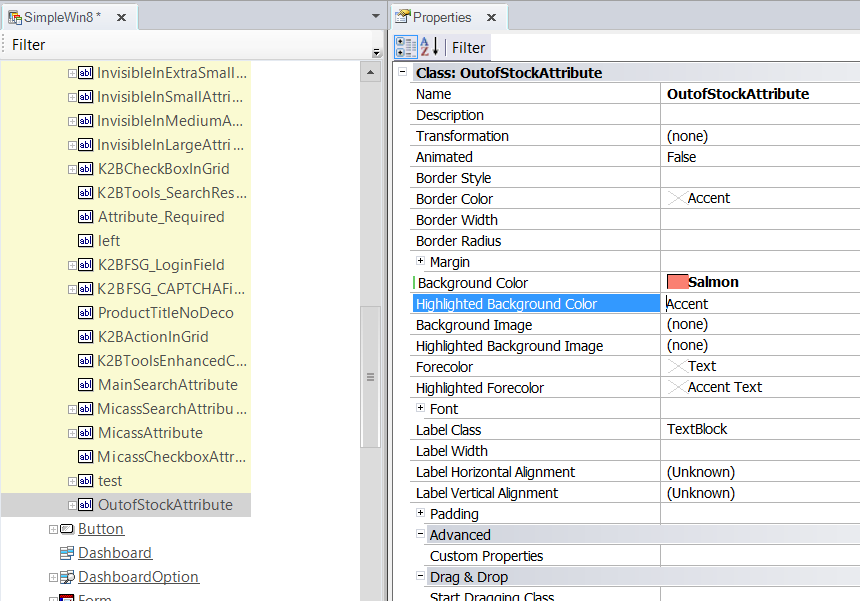 SimpleWin8 *
Filter
InvisibleInExtraSmall...
InvisibleInSmallAttri...
InvisibleInMediumA...
InvisibleInLargeAttri...
K2BCheckBoxInGrid
K2BTools_SearchRes...
Attribute_Required
left
K2BFSG_LoginField
K2BFSG_CAPTCHAFi...
ProductTitleNoDeco
K2BActionInGrid
K2BToolsEnhancedC...
MainSearchAttribute
MicassSearchAttribu...
MicassAttribute
MicassCheckboxAttr...
test
OutofStockAttribute
Button
Dashboard
DashboardOption
Form
Properties
Filter
Class: OutofStockAttribute
Name OutofStockAttribute
Description
Transformation (none)
Animated False
Border Style
Border Color Accent
Border Width
Border Radius
Margin
Background Color Salmon
Highlighted Background Color Accent
Background Image (none)
Highlighted Background Image (none)
Forecolor Text
Highlighted Forecolor Accent Text
Font
Label Class TextBlock
Label Width
Label Horizontal Alignment (Unknown)
Label Vertical Alignment (Unknown)
Padding
Advanced
Custom Properties
Drag & Drop
Start Dragging Class